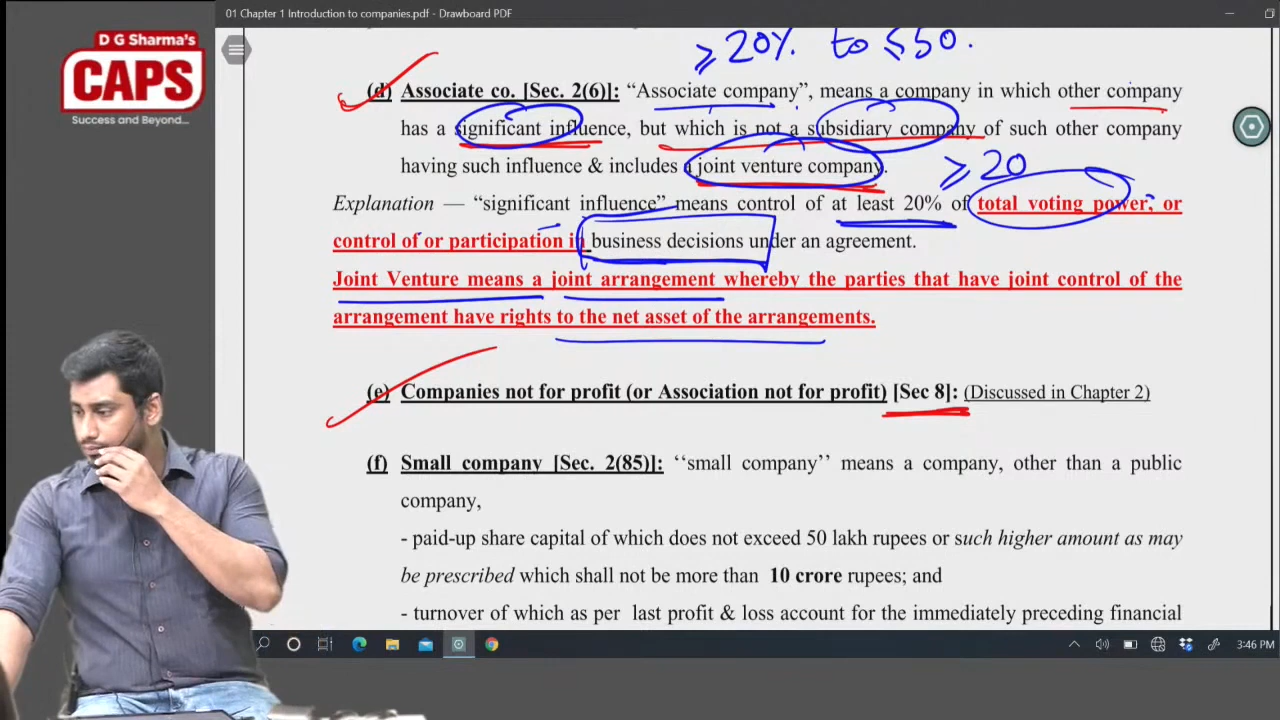 01 Chapter 1 Introduction to companies.pdf - Drawboard PDF
D G Sharma's
CAPS
Success and Beyond...
⩾ 20% to ≤ 50.
(d) Associate co. [Sec. 2(6)]: “Associate company”, means a company in which other company
has a significant influence, but which is not a subsidiary company of such other company
having such influence & includes a joint venture company.
⩾ 20
Explanation — “significant influence” means control of at least 20% of total voting power, or
control of or participation in business decisions under an agreement.
Joint Venture means a joint arrangement whereby the parties that have joint control of the
arrangement have rights to the net asset of the arrangements.
(e) Companies not for profit (or Association not for profit) [Sec 8]: (Discussed in Chapter 2)
(f) Small company [Sec. 2(85)]: ‘‘small company’’ means a company, other than a public
company,
- paid-up share capital of which does not exceed 50 lakh rupees or such higher amount as may
be prescribed which shall not be more than 10 crore rupees; and
- turnover of which as per last profit & loss account for the immediately preceding financial
3:46 PM